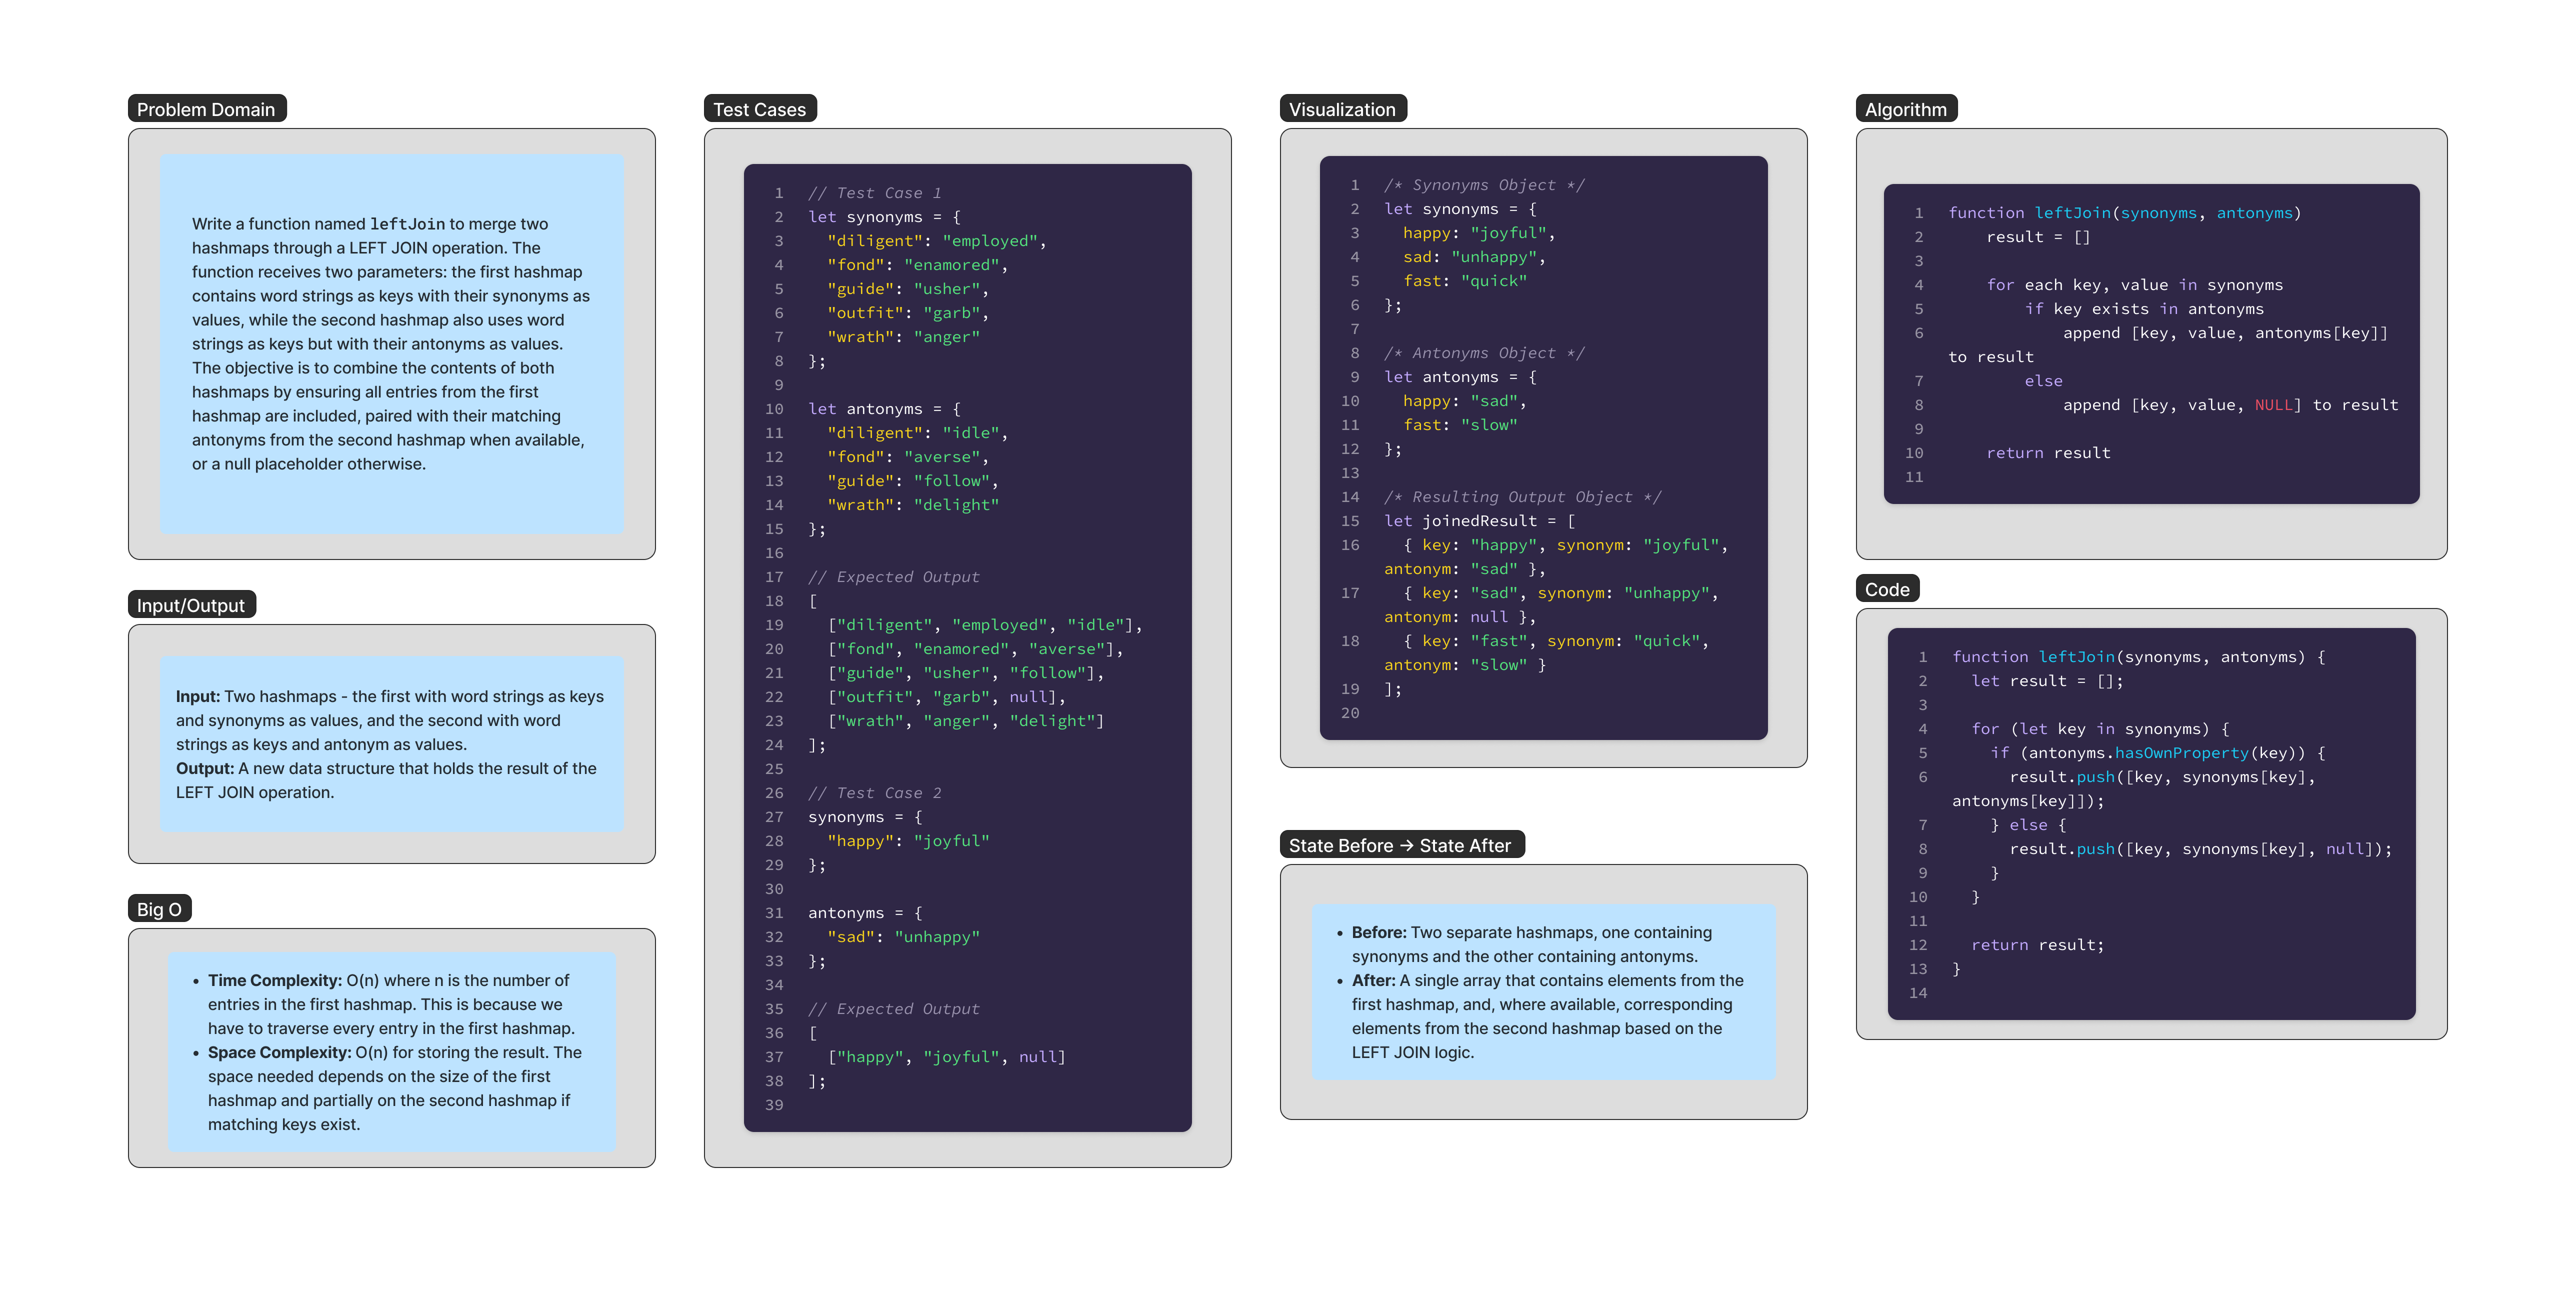 Problem Domain
Write a function named leftJoin to merge two
hashmaps through a LEFT JOIN operation. The
function receives two parameters: the first hashmap
contains word strings as keys with their synonyms as
values, while the second hashmap also uses word
strings as keys but with their antonyms as values.
The objective is to combine the contents of both
hashmaps by ensuring all entries from the first
hashmap are included, paired with their matching
antonyms from the second hashmap when available,
or a null placeholder otherwise.
Input/Output
Input: Two hashmaps - the first with word strings as keys
and synonyms as values, and the second with word
strings as keys and antonym as values.
Output: A new data structure that holds the result of the
LEFT JOIN operation.
Big O
• Time Complexity: O(n) where n is the number of
entries in the first hashmap. This is because we
have to traverse every entry in the first hashmap.
• Space Complexity: O(n) for storing the result. The
space needed depends on the size of the first
hashmap and partially on the second hashmap if
matching keys exist.
Test Cases
1 // Test Case 1
2 let synonyms = {
3 "diligent": "employed",
4 "fond": "enamored",
5 "guide": "usher",
6 "outfit": "garb",
7 "wrath": "anger"
8 };
9
10 let antonyms = {
11 "diligent": "idle",
12 "fond": "averse",
13 "guide": "follow",
14 "wrath": "delight"
15 };
16
17 // Expected Output
18 [
19 ["diligent", "employed", "idle"],
20 ["fond", "enamored", "averse"],
21 ["guide", "usher", "follow"],
22 ["outfit", "garb", null],
23 ["wrath", "anger", "delight"]
24 ];
25
26 // Test Case 2
27 synonyms = {
28 "happy": "joyful"
29 };
30
31 antonyms = {
32 "sad": "unhappy"
33 };
34
35 // Expected Output
36 [
37 ["happy", "joyful", null]
38 ];
39
Visualization
1 /* Synonyms Object */
2 let synonyms = {
3 happy: "joyful",
4 sad: "unhappy",
5 fast: "quick"
6 };
7
8 /* Antonyms Object */
9 let antonyms = {
10 happy: "sad",
11 fast: "slow"
12 };
13
14 /* Resulting Output Object */
15 let joinedResult = [
16 { key: "happy", synonym: "joyful",
antonym: "sad" },
17 { key: "sad", synonym: "unhappy",
antonym: null },
18 { key: "fast", synonym: "quick",
antonym: "slow" }
19 ];
20
State Before → State After
• Before: Two separate hashmaps, one containing
synonyms and the other containing antonyms.
• After: A single array that contains elements from the
first hashmap, and, where available, corresponding
elements from the second hashmap based on the
LEFT JOIN logic.
Algorithm
1 function leftJoin(synonyms, antonyms)
2 result = []
3
4 for each key, value in synonyms
5 if key exists in antonyms
6 append [key, value, antonyms[key]]
to result
7 else
8 append [key, value, NULL] to result
9
10 return result
11
Code
1 function leftJoin(synonyms, antonyms) {
2 let result = [];
3
4 for (let key in synonyms) {
5 if (antonyms.hasOwnProperty(key)) {
6 result.push([key, synonyms[key],
antonyms[key]]);
7 } else {
8 result.push([key, synonyms[key], null]);
9 }
10 }
11
12 return result;
13 }
14